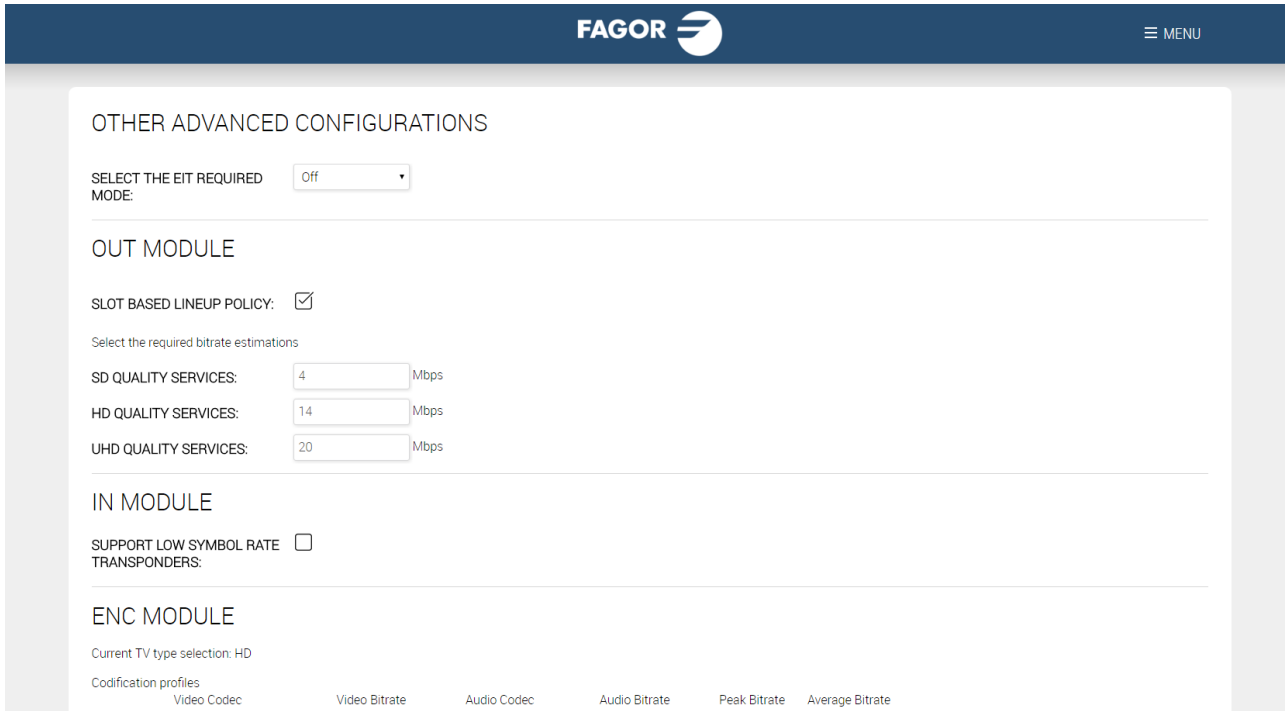 FAGOR
MENU
OTHER ADVANCED CONFIGURATIONS
SELECT THE EIT REQUIRED
MODE:
Off
OUT MODULE
SLOT BASED LINEUP POLICY:
Select the required bitrate estimations
SD QUALITY SERVICES: 4 Mbps
HD QUALITY SERVICES: 14 Mbps
UHD QUALITY SERVICES: 20 Mbps
IN MODULE
SUPPORT LOW SYMBOL RATE
TRANSPONDERS:
ENC MODULE
Current TV type selection: HD
Codification profiles
Video Codec Video Bitrate Audio Codec Audio Bitrate Peak Bitrate Average Bitrate